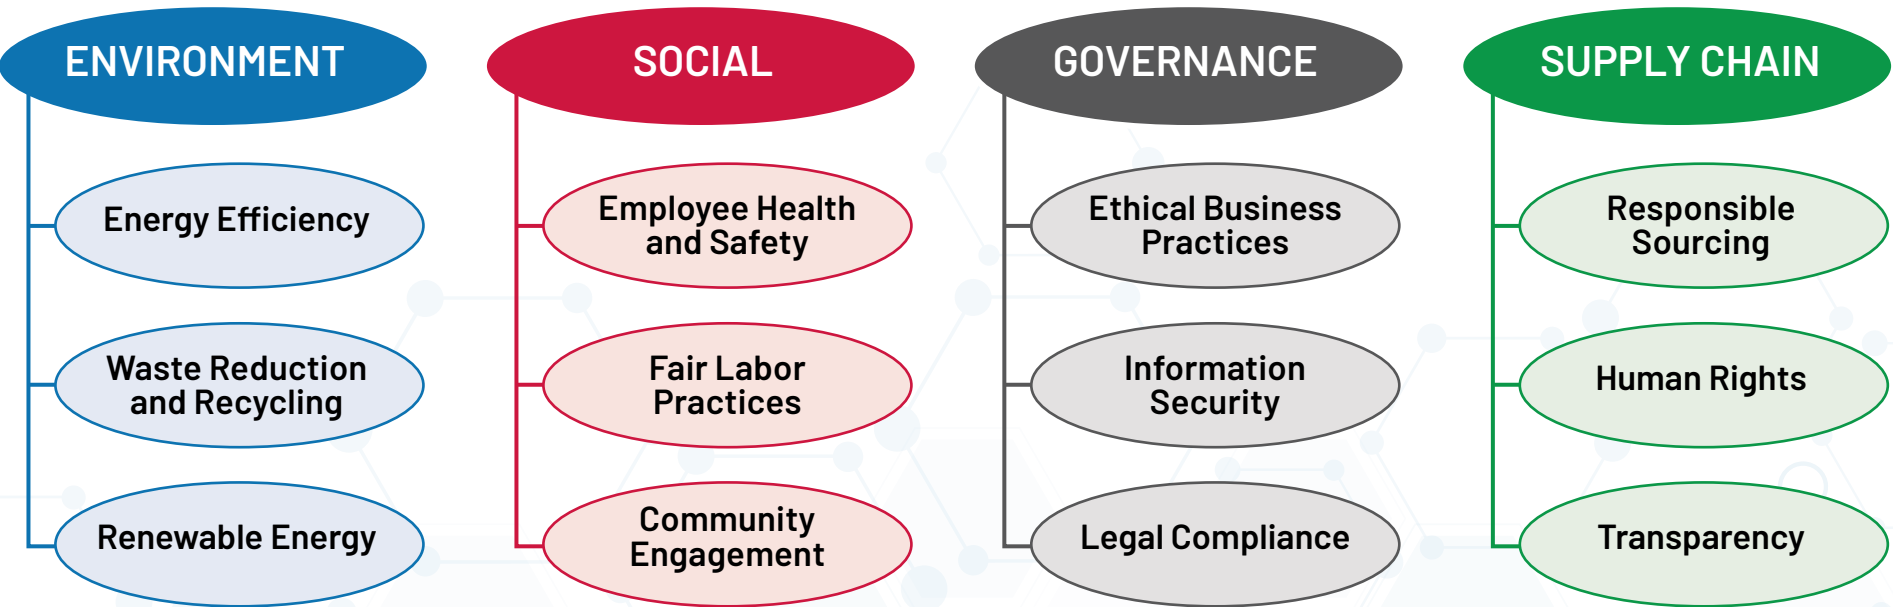 ENVIRONMENT
Energy Efficiency
Waste Reduction
and Recycling
Renewable Energy
SOCIAL
Employee Health
and Safety
Fair Labor
Practices
Community
Engagement
GOVERNANCE
Ethical Business
Practices
Information
Security
Legal Compliance
SUPPLY CHAIN
Responsible
Sourcing
Human Rights
Transparency